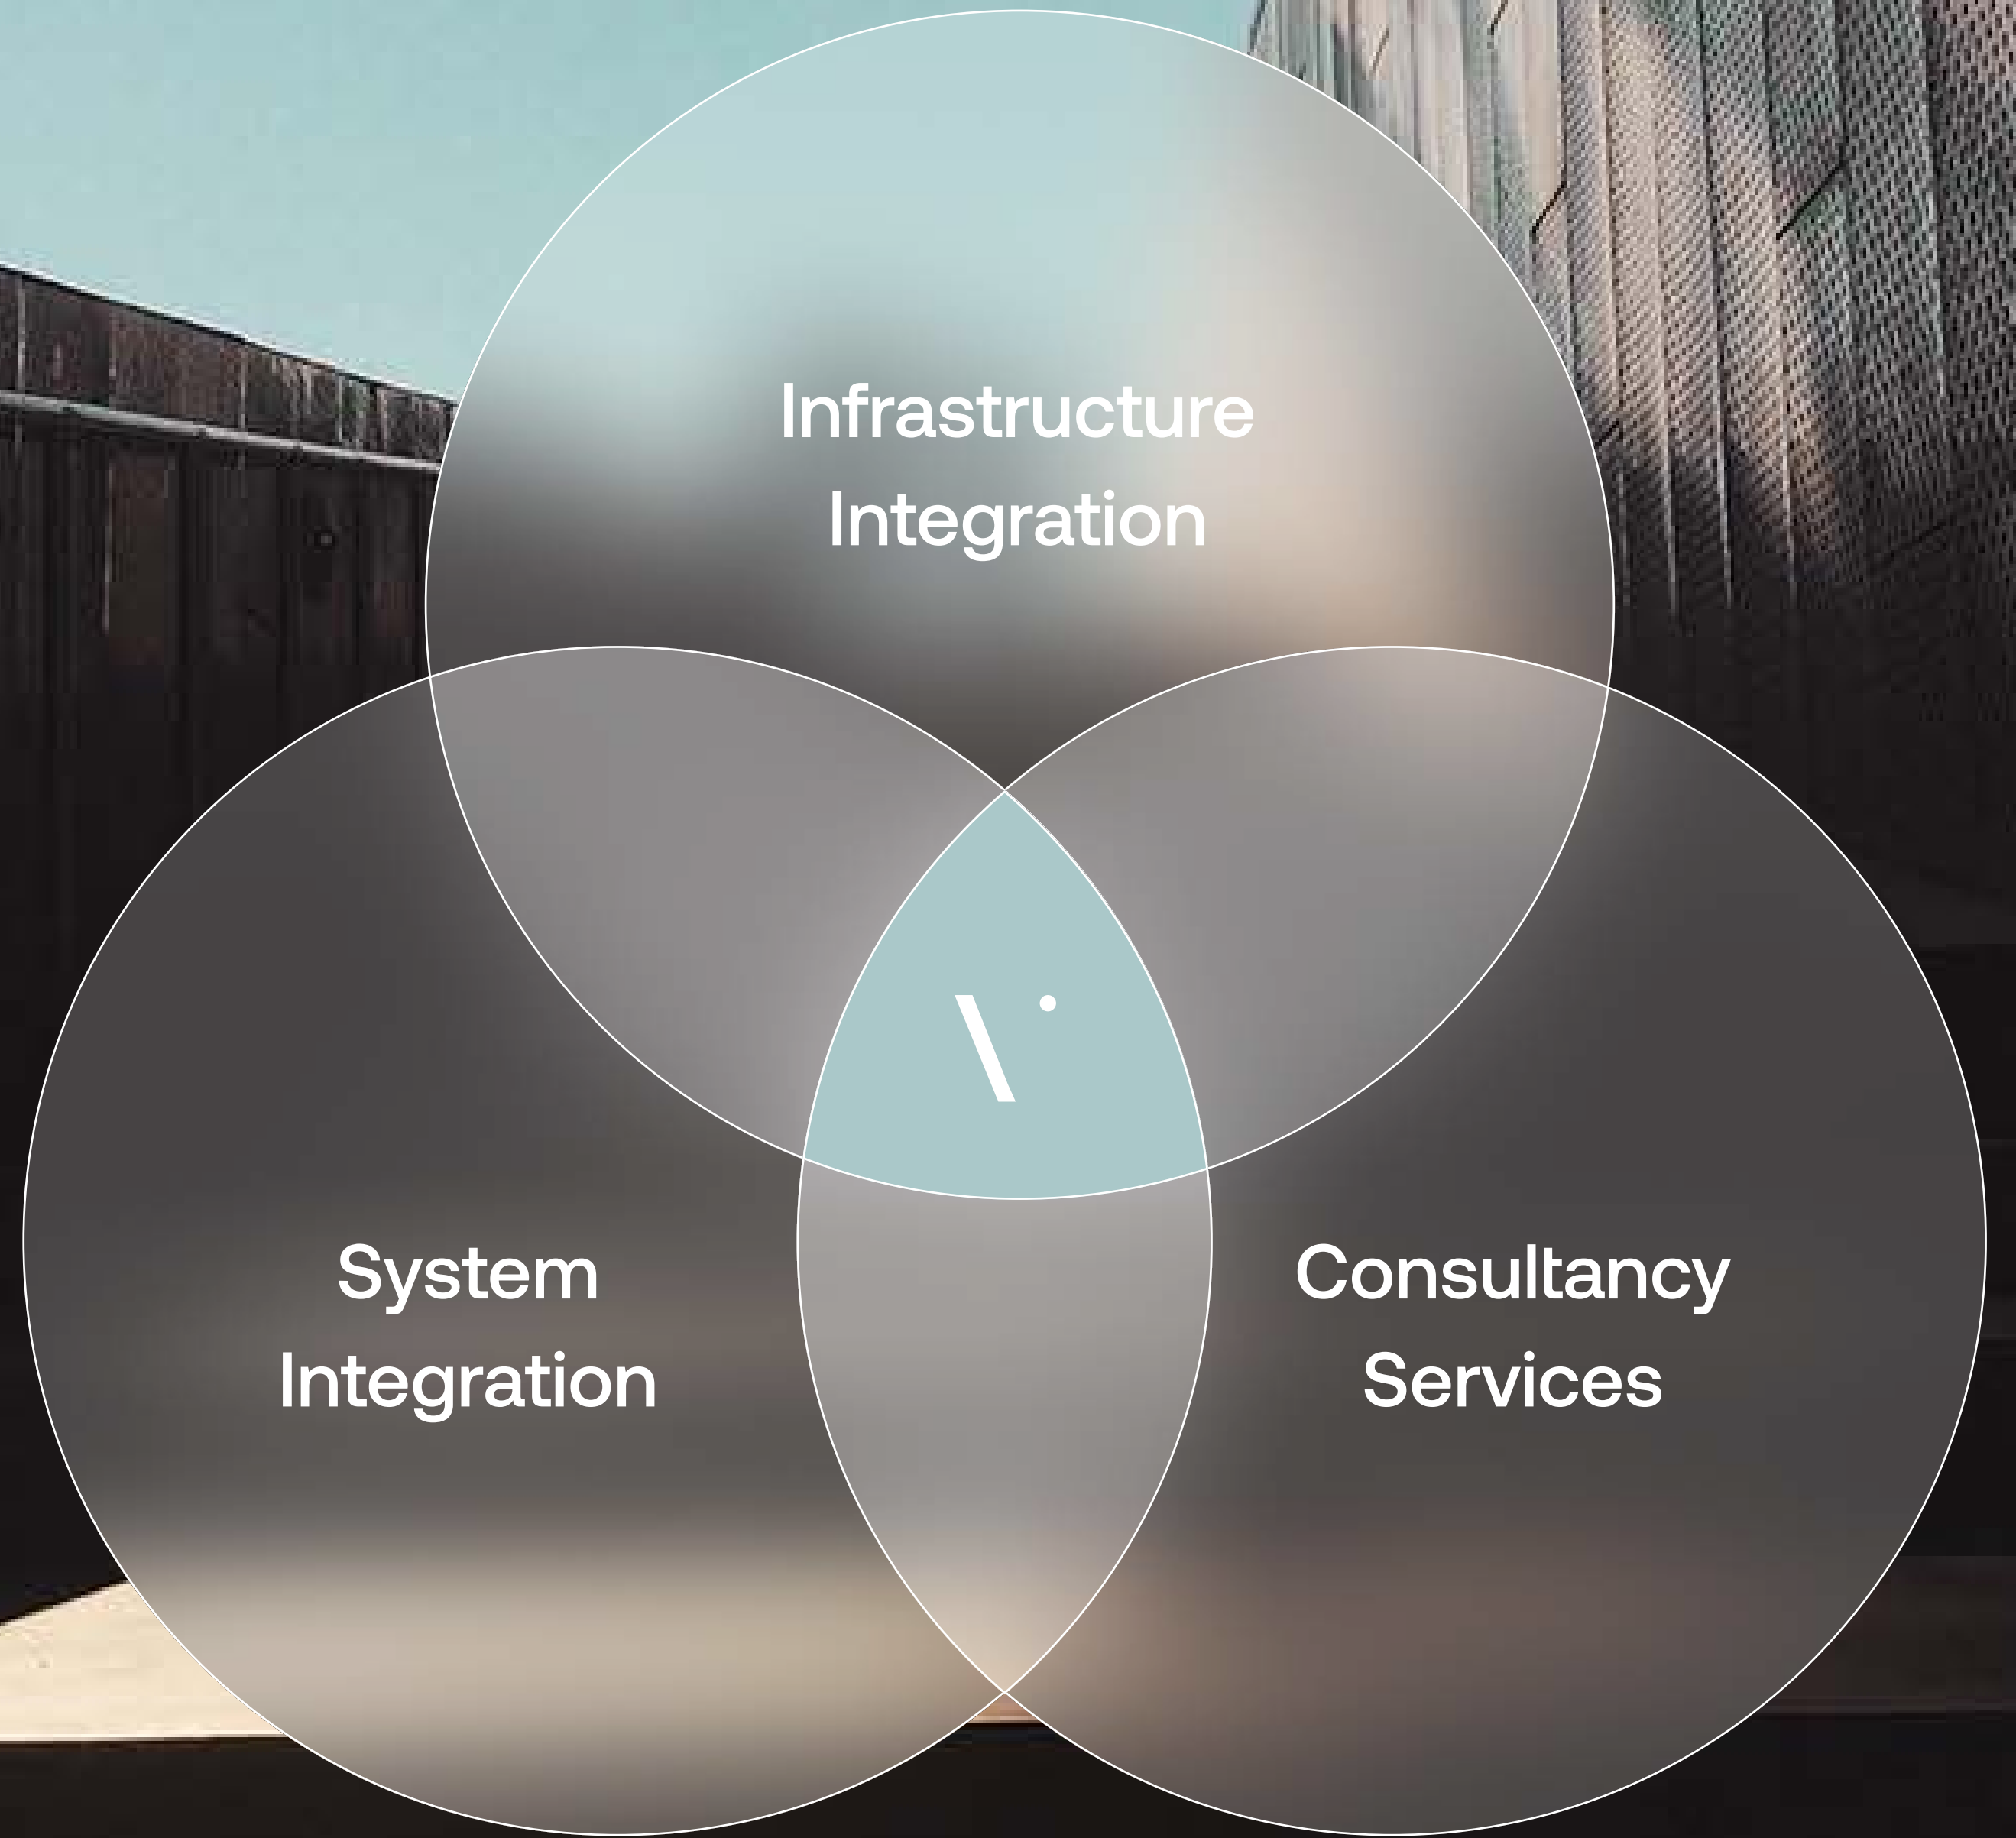 Infrastructure
Integration
System
Integration
Consultancy
Services